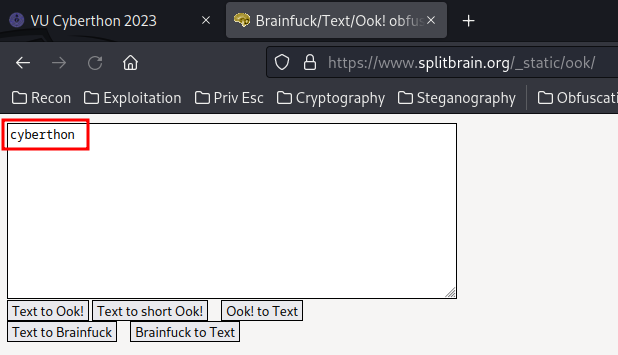 VU Cyberthon 2023
Brainfuck/Text/Ook! obfus
https://www.splitbrain.org/_static/ook/
Recon Exploitation Priv Esc Cryptography Steganography Obfuscati
cyberthon
Text to Ook! Text to short Ook! Ook! to Text
Text to Brainfuck Brainfuck to Text